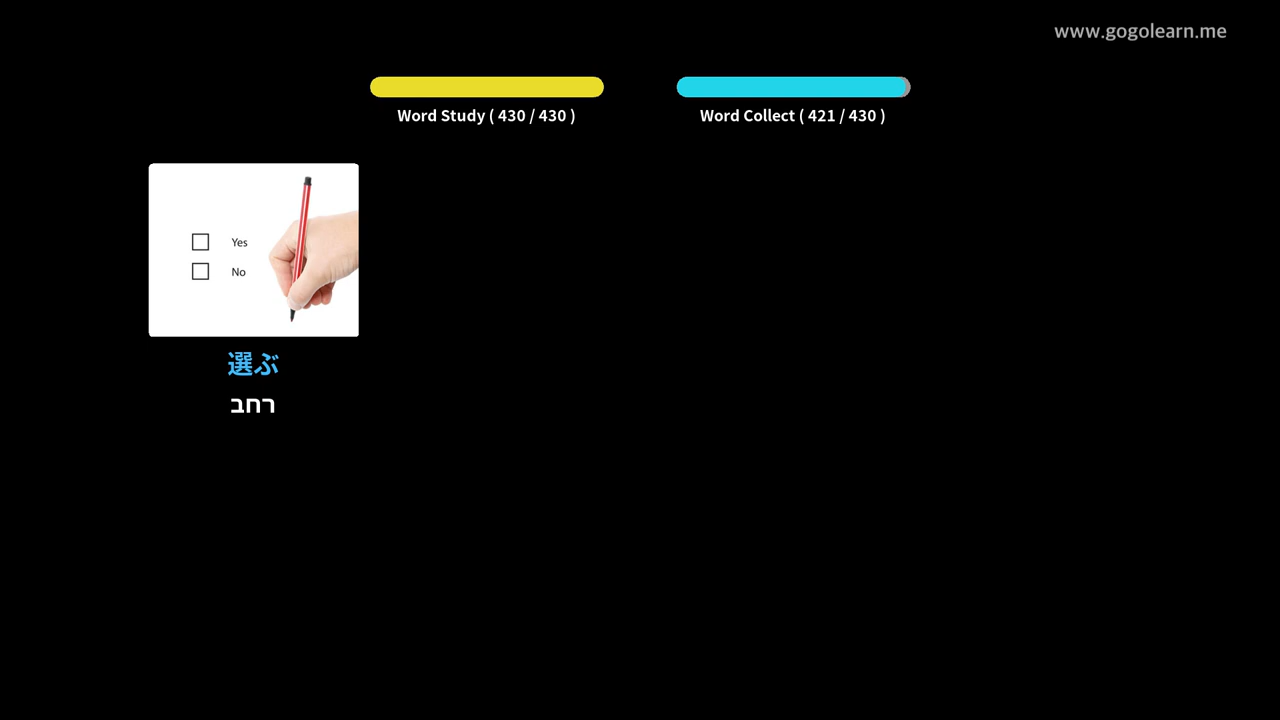 www.gogolearn.me
Word Study ( 430 / 430 )
Word Collect ( 421 / 430 )
Yes
No
選ぶ
רחב